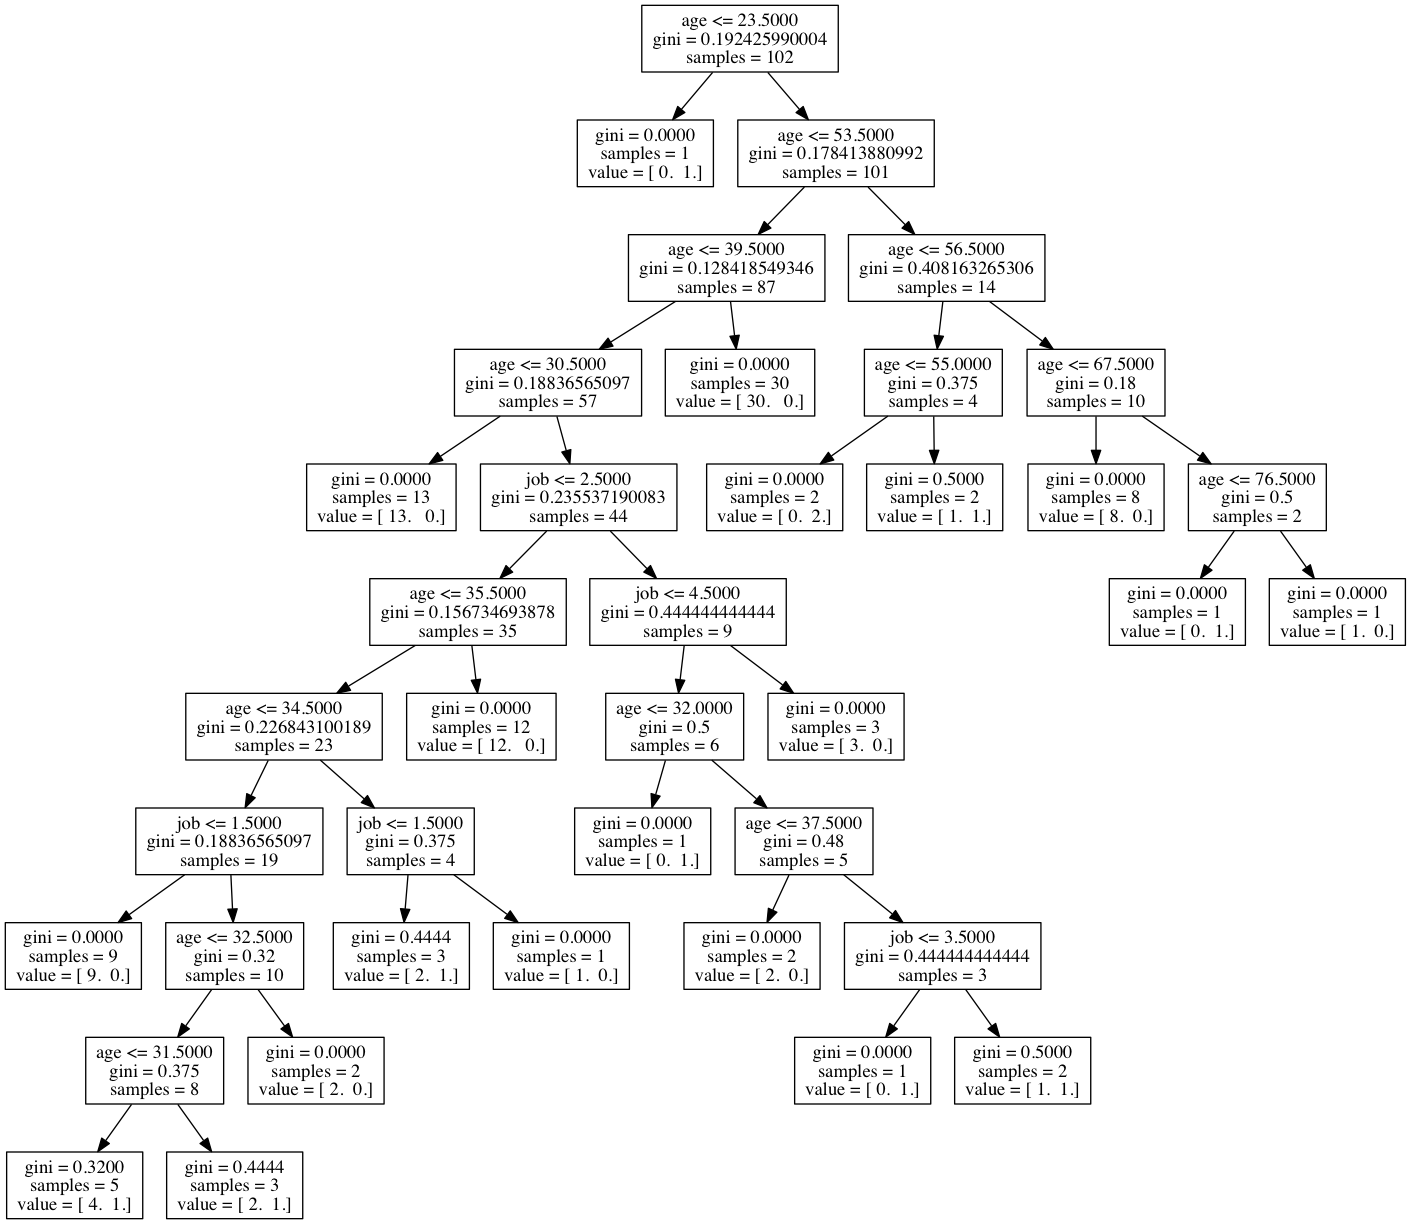 age <= 23.5000
gini = 0.192425990004
samples = 102
gini = 0.0000
samples = 1
value = [ 0.  1.]
age <= 53.5000
gini = 0.178413880992
samples = 101
age <= 39.5000
gini = 0.128418549346
samples = 87
age <= 56.5000
gini = 0.408163265306
samples = 14
age <= 30.5000
gini = 0.18836565097
samples = 57
gini = 0.0000
samples = 30
value = [ 30.   0.]
age <= 55.0000
gini = 0.375
samples = 4
age <= 67.5000
gini = 0.18
samples = 10
gini = 0.0000
samples = 13
value = [ 13.   0.]
job <= 2.5000
gini = 0.235537190083
samples = 44
gini = 0.0000
samples = 2
value = [ 0.  2.]
gini = 0.5000
samples = 2
value = [ 1.  1.]
gini = 0.0000
samples = 8
value = [ 8.  0.]
age <= 76.5000
gini = 0.5
samples = 2
age <= 35.5000
gini = 0.156734693878
samples = 35
job <= 4.5000
gini = 0.444444444444
samples = 9
gini = 0.0000
samples = 1
value = [ 0.  1.]
gini = 0.0000
samples = 1
value = [ 1.  0.]
age <= 34.5000
gini = 0.226843100189
samples = 23
gini = 0.0000
samples = 12
value = [ 12.   0.]
age <= 32.0000
gini = 0.5
samples = 6
gini = 0.0000
samples = 3
value = [ 3.  0.]
job <= 1.5000
gini = 0.18836565097
samples = 19
job <= 1.5000
gini = 0.375
samples = 4
gini = 0.0000
samples = 1
value = [ 0.  1.]
age <= 37.5000
gini = 0.48
samples = 5
gini = 0.0000
samples = 9
value = [ 9.  0.]
age <= 32.5000
gini = 0.32
samples = 10
gini = 0.4444
samples = 3
value = [ 2.  1.]
gini = 0.0000
samples = 1
value = [ 1.  0.]
gini = 0.0000
samples = 2
value = [ 2.  0.]
job <= 3.5000
gini = 0.444444444444
samples = 3
age <= 31.5000
gini = 0.375
samples = 8
gini = 0.0000
samples = 2
value = [ 2.  0.]
gini = 0.0000
samples = 1
value = [ 0.  1.]
gini = 0.5000
samples = 2
value = [ 1.  1.]
gini = 0.3200
samples = 5
value = [ 4.  1.]
gini = 0.4444
samples = 3
value = [ 2.  1.]